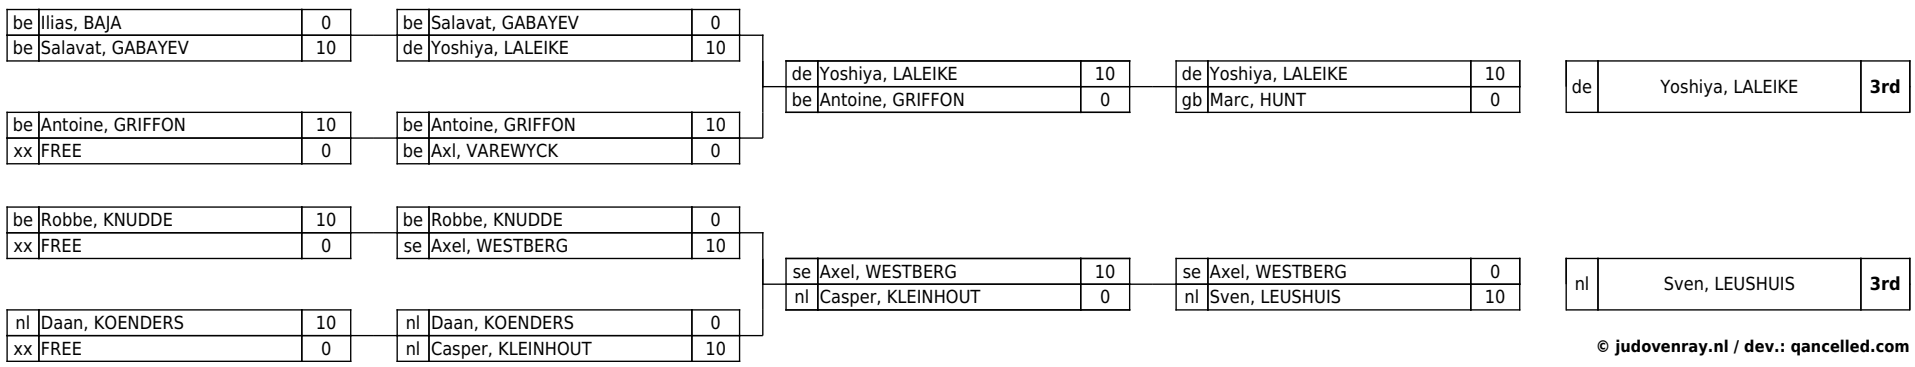 be Ilias, BAJA 0 be Salavat, GABAYEV 0
be Salavat, GABAYEV 10 de Yoshiya, LALEIKE 10
de Yoshiya, LALEIKE 10 de Yoshiya, LALEIKE 10
de Yoshiya, LALEIKE 3rd
be Antoine, GRIFFON 0 gb Marc, HUNT 0
be Antoine, GRIFFON 10 be Antoine, GRIFFON 10
xx FREE 0 be Axl, VAREWYCK 0
be Robbe, KNUDDE 10 be Robbe, KNUDDE 0
xx FREE 0 se Axel, WESTBERG 10
se Axel, WESTBERG 10 se Axel, WESTBERG 0
nl Sven, LEUSHUIS 3rd
nl Casper, KLEINHOUT 0 nl Sven, LEUSHUIS 10
nl Daan, KOENDERS 10 nl Daan, KOENDERS 0
xx FREE 0 nl Casper, KLEINHOUT 10
© judovenray.nl / dev.: qancelled.com